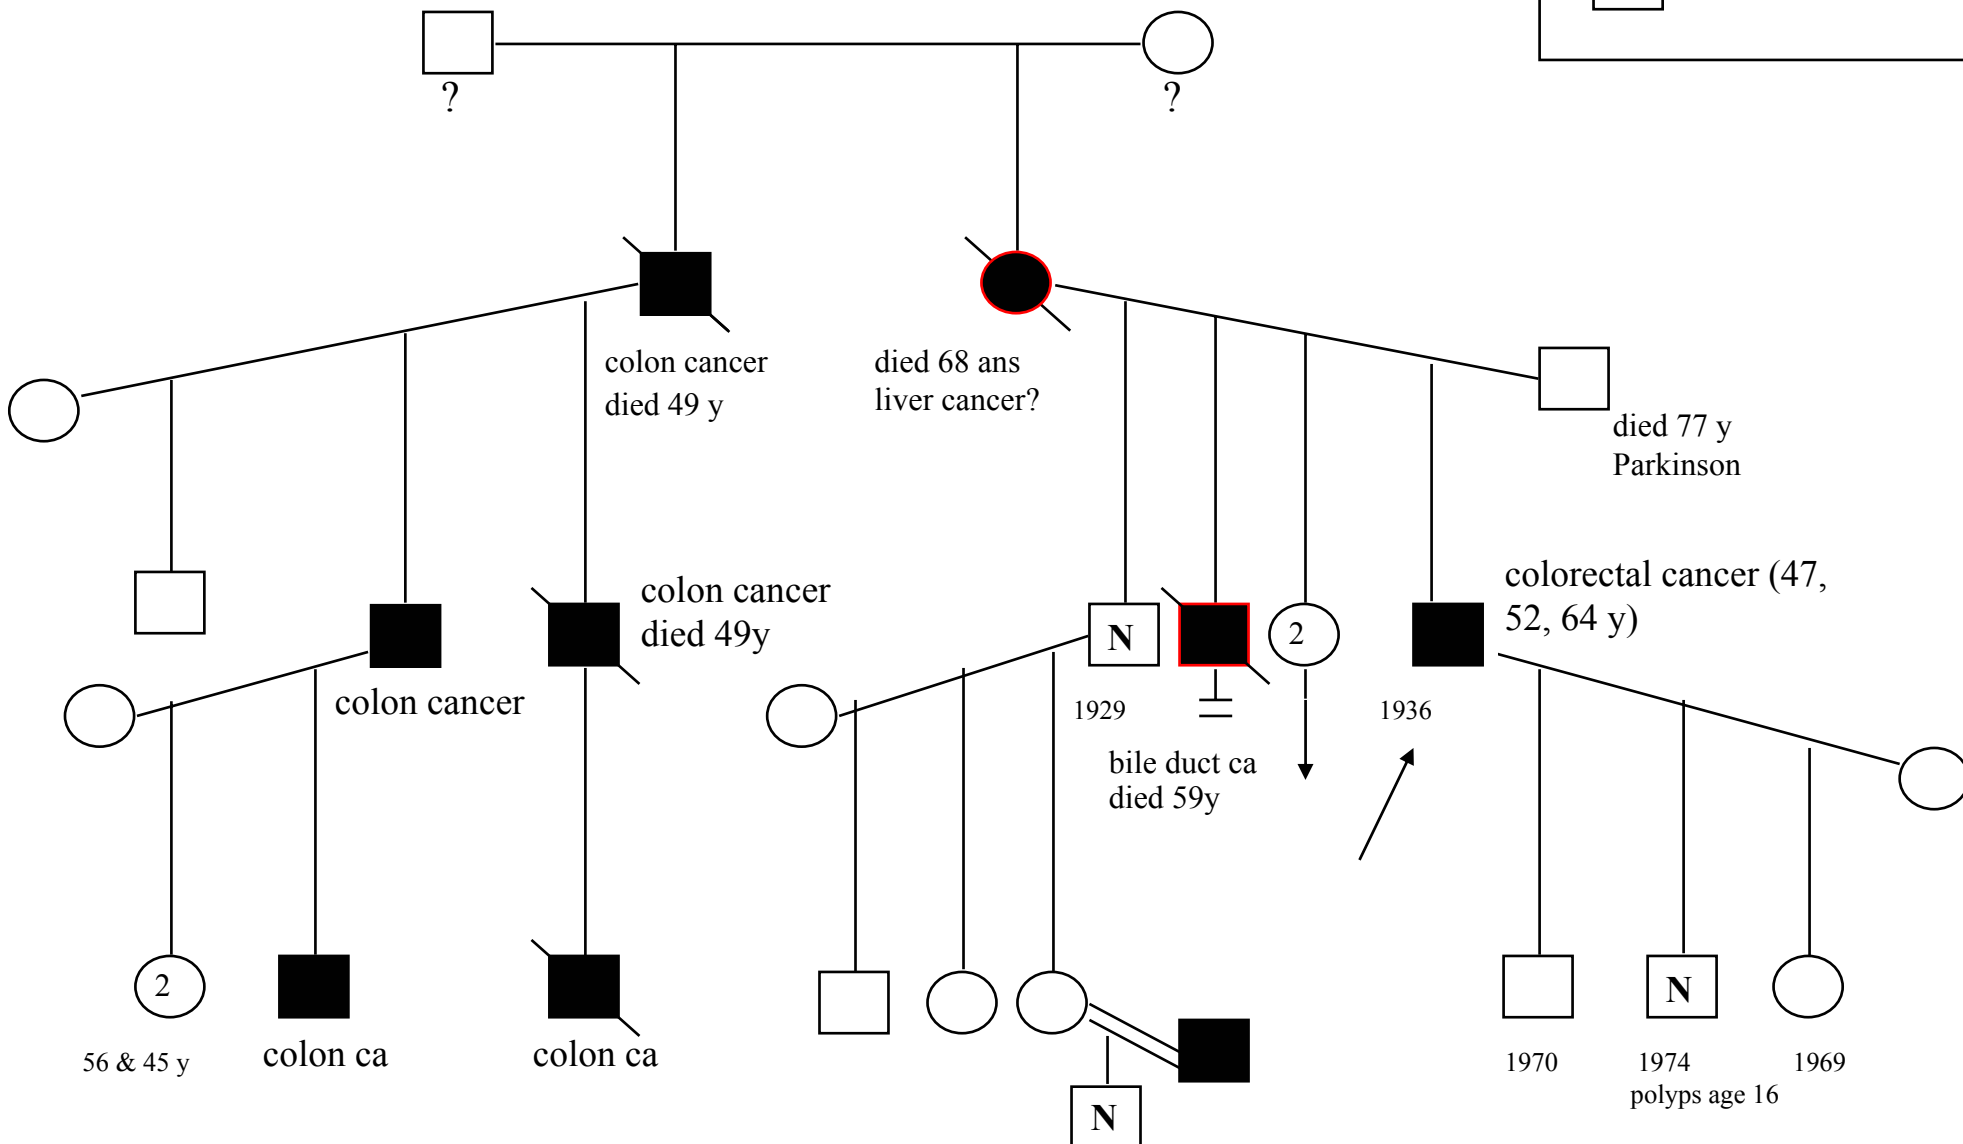 ?
?
colon cancer
died 49 y
died 68 ans
liver cancer?
died 77 y
Parkinson
colon cancer
died 49y
N
2
colorectal cancer (47,
52, 64 y)
colon cancer
1929
1936
bile duct ca
died 59y
2
N
56 & 45 y
colon ca
colon ca
1970
1974
1969
polyps age 16
N